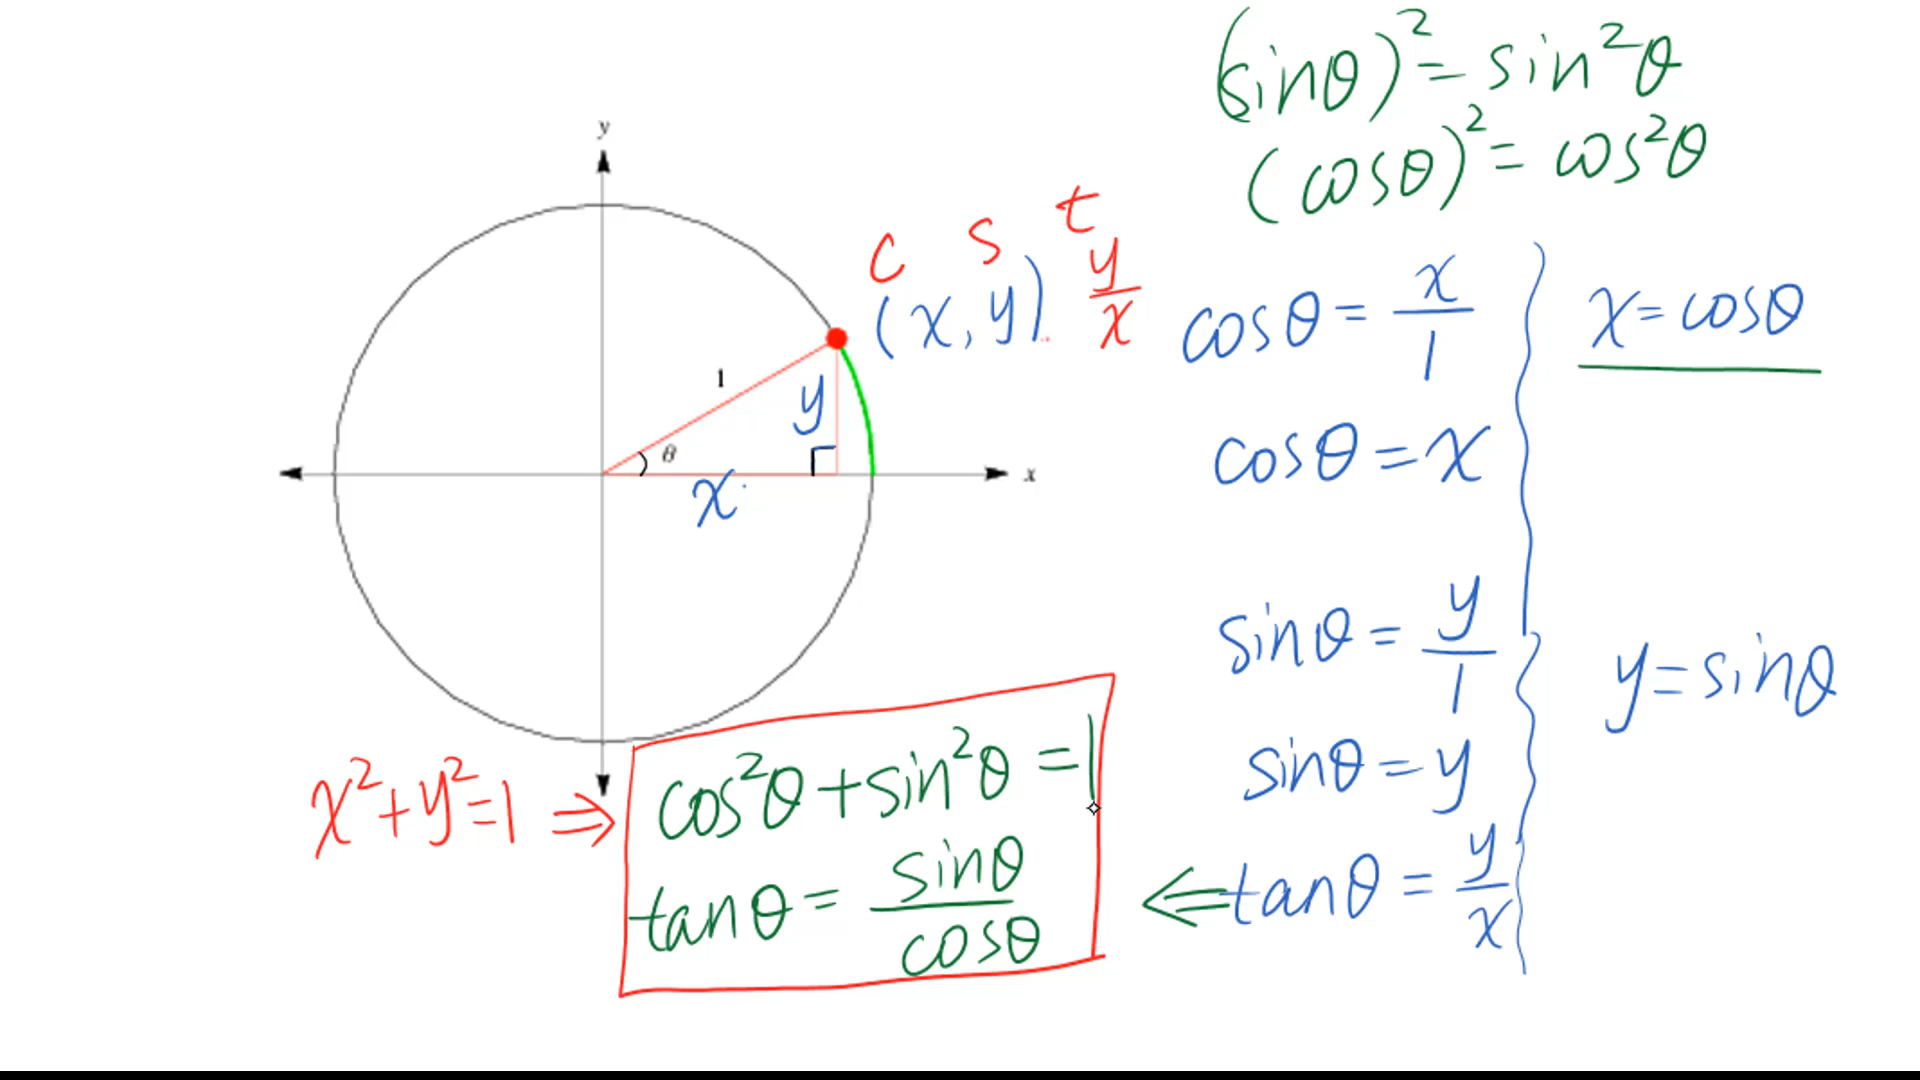 (sinθ)² = sin²θ
(cosθ)² = cos²θ
y
c s t
(x, y) y/x
1
y
θ
x
x
cosθ = x/1
x = cosθ
cosθ = x
sinθ = y/1
y = sinθ
sinθ = y
x² + y² = 1 ⇒ cos²θ + sin²θ = 1
tanθ = sinθ/cosθ ⇐ tanθ = y/x